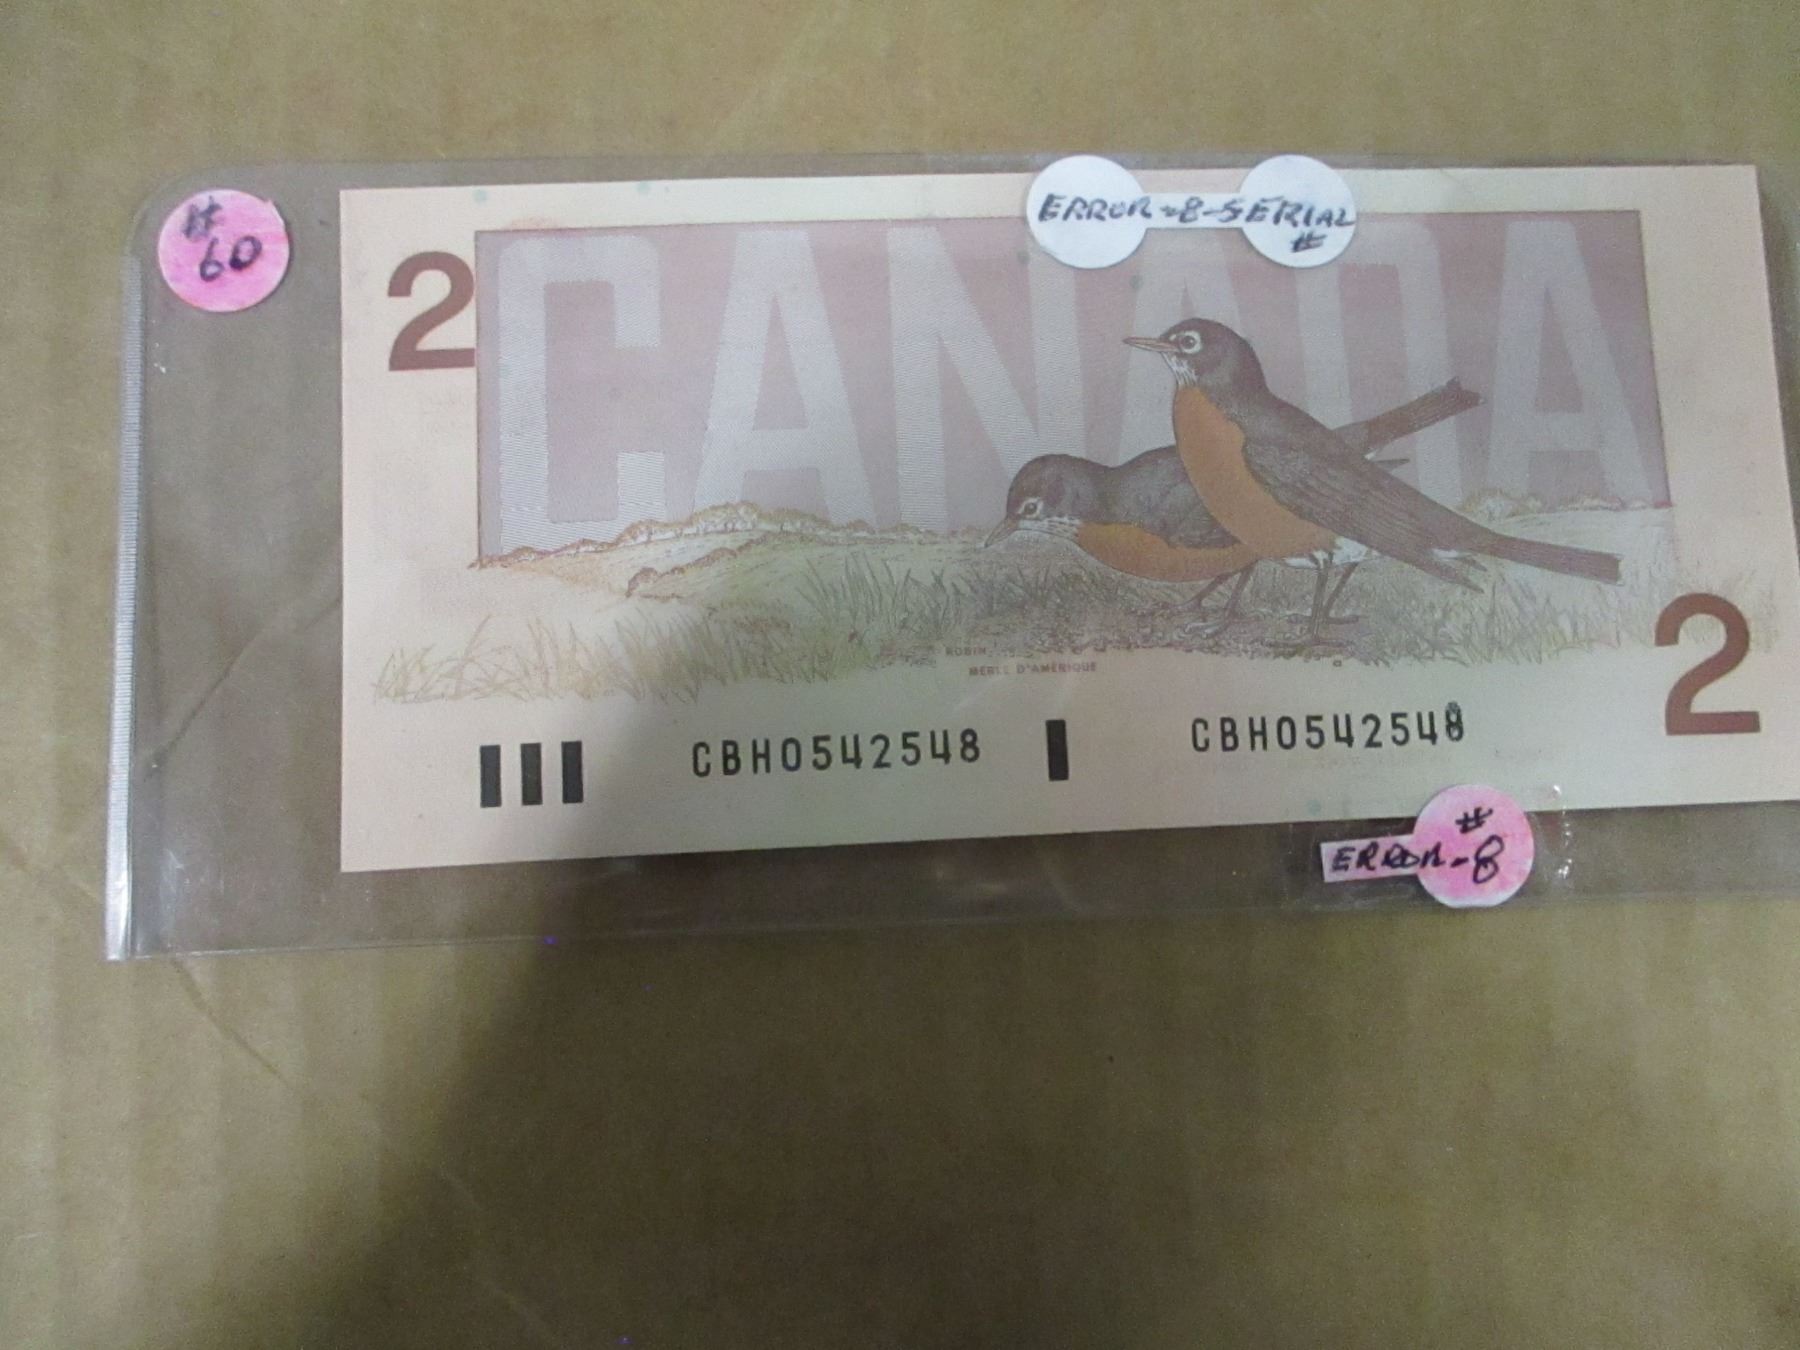 #
60
ERROR-8-SERIAL
#
2
CANADA
ROBIN
MERLE D'AMÉRIQUE
2
CBH0542548
CBH0542548
#
ERROR-8